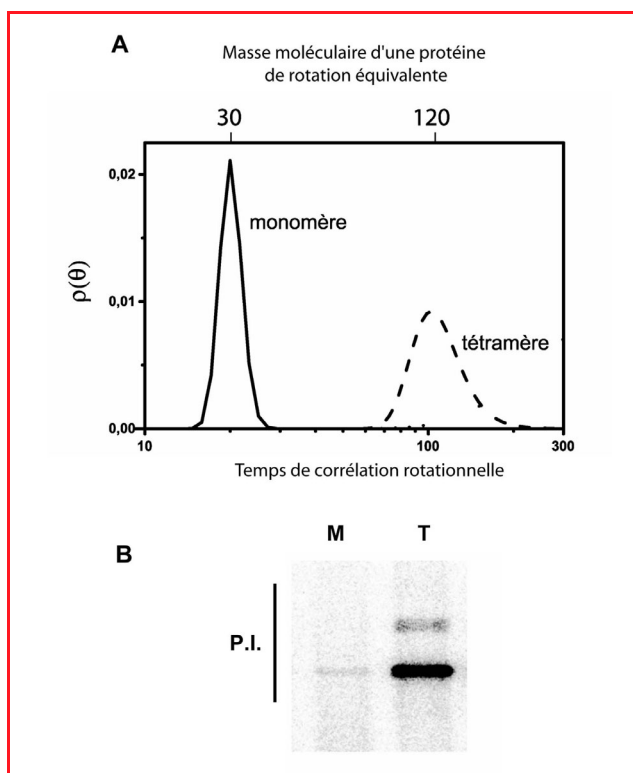 A
Masse moléculaire d'une protéine
de rotation équivalente
30 120
0,02
monomère
ρ(θ)
0,01
tétramère
0,00
10 100 300
Temps de corrélation rotationnelle
B
M T
P.I.